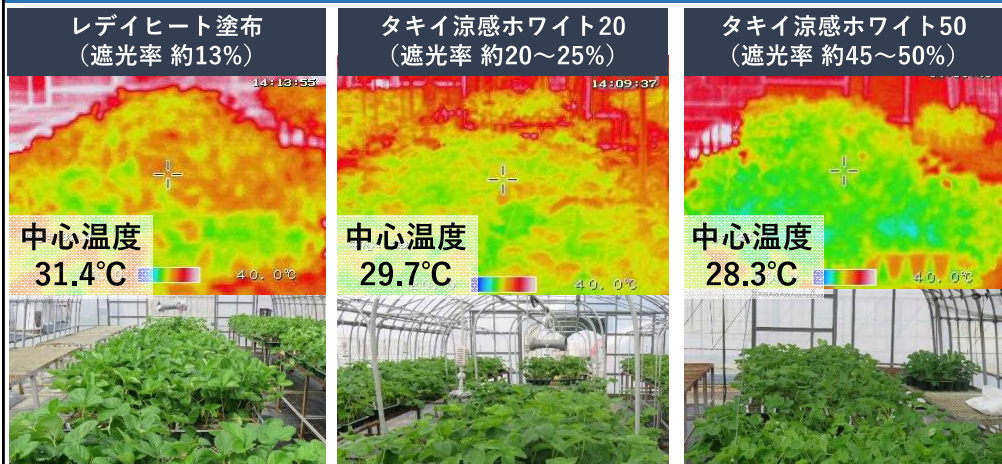 レディヒート塗布
（遮光率 約13%）
14:13:55
中心温度
31.4℃
40.0℃
タキイ涼感ホワイト20
（遮光率 約20～25%）
14:09:37
中心温度
29.7℃
40.0℃
タキイ涼感ホワイト50
（遮光率 約45～50%）
中心温度
28.3℃
40.0℃